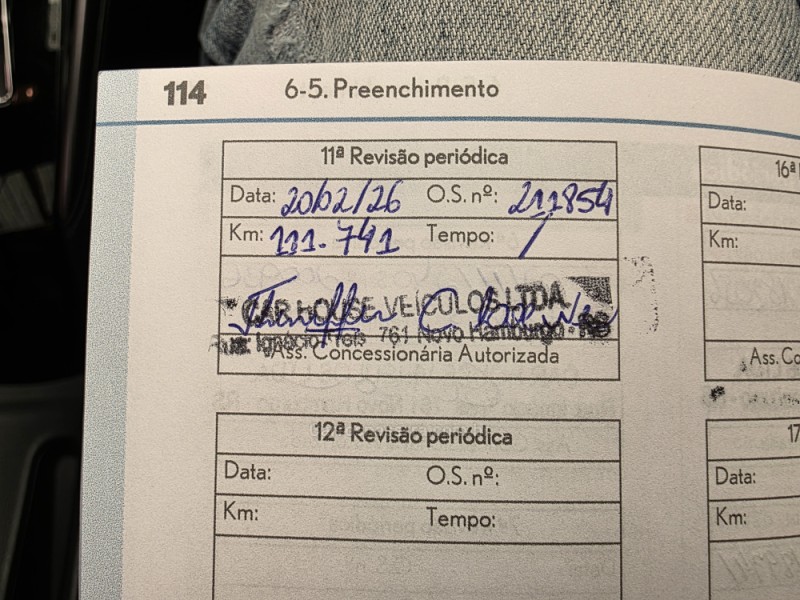 114
6-5. Preenchimento
11ª Revisão periódica
Data: 20/02/26 O.S. nº: 211854
Km: 111.741 Tempo: /
CAR HOUSE VEICULOS LTDA
761 Novo Hamburgo - RS
Ass. Concessionária Autorizada
12ª Revisão periódica
Data: O.S. nº:
Km: Tempo:
16ª
Data:
Km:
Ass. Co
17
Data:
Km: